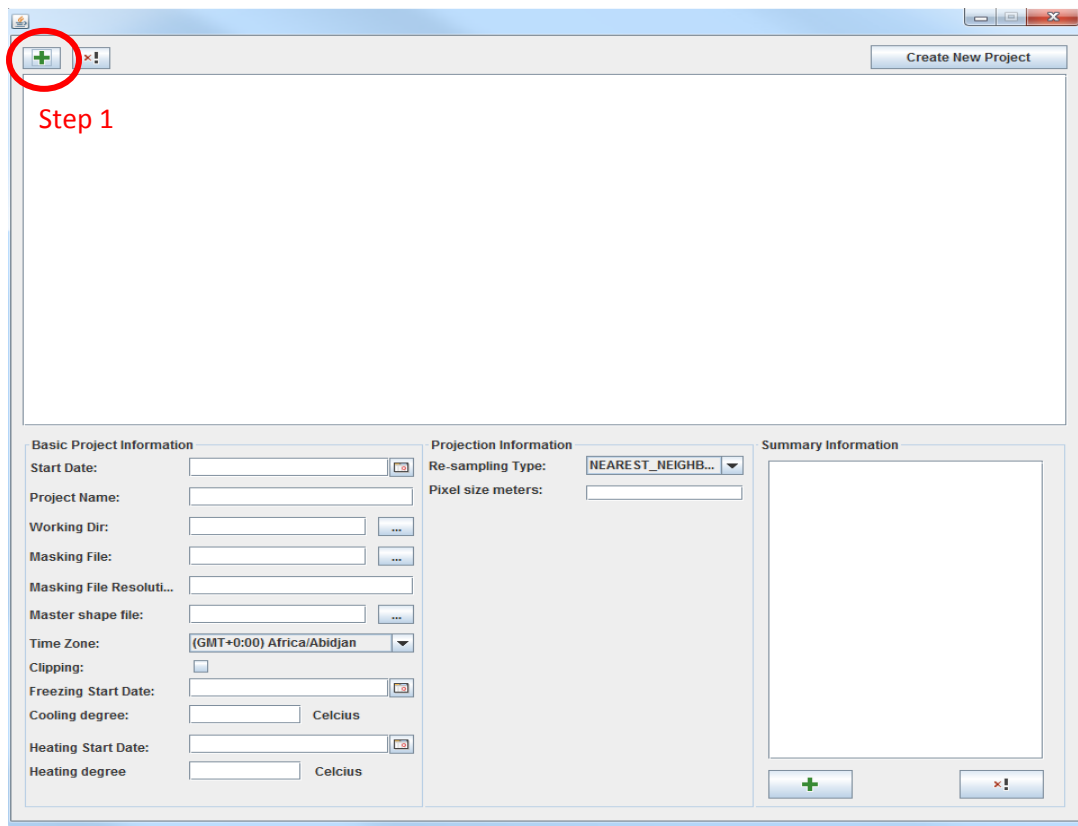 Create New Project
Step 1
Basic Project Information
Start Date:
Project Name:
Working Dir:
...
Masking File:
...
Masking File Resoluti...
Master shape file:
...
Time Zone: (GMT+0:00) Africa/Abidjan
Clipping:
Freezing Start Date:
Cooling degree: Celcius
Heating Start Date:
Heating degree Celcius
Projection Information
Re-sampling Type: NEAREST_NEIGHB...
Pixel size meters:
Summary Information